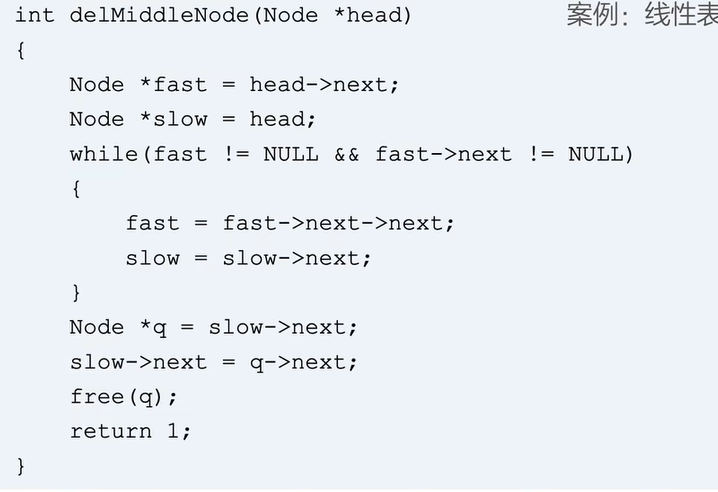 int delMiddleNode(Node *head)
案例：线性表
{
    Node *fast = head->next;
    Node *slow = head;
    while(fast != NULL && fast->next != NULL)
    {
        fast = fast->next->next;
        slow = slow->next;
    }
    Node *q = slow->next;
    slow->next = q->next;
    free(q);
    return 1;
}